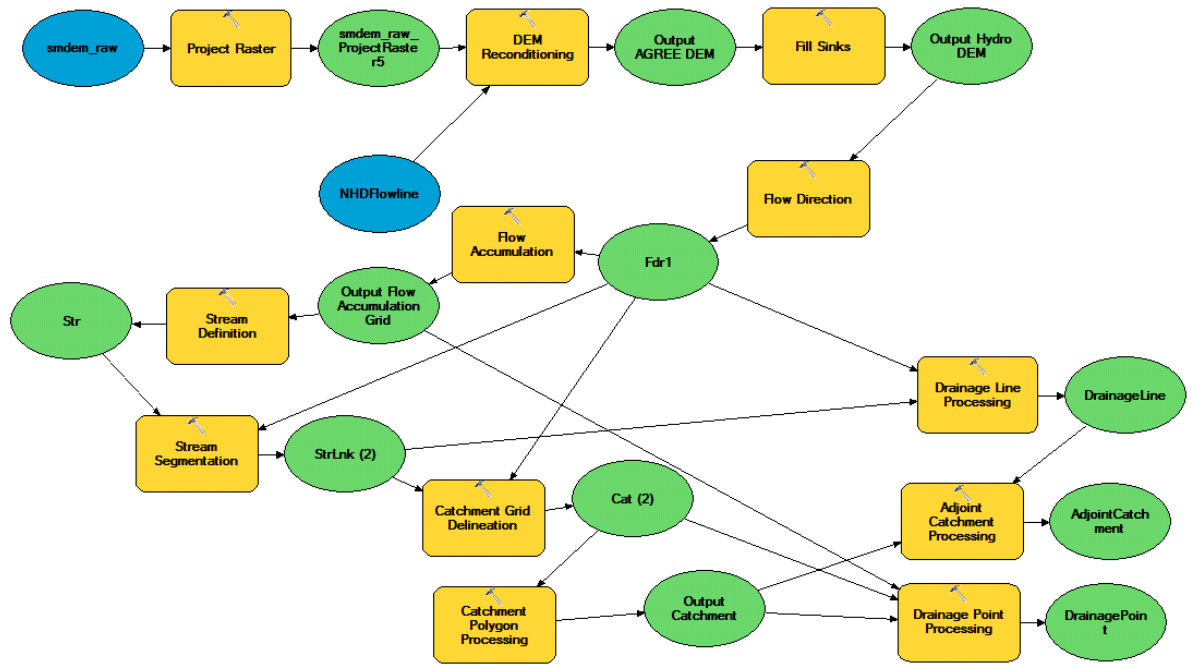 smdem_raw
Project Raster
smdem_raw_
ProjectRaste
r5
DEM
Reconditioning
Output
AGREE DEM
Fill Sinks
Output Hydro
DEM
NHDFlowline
Flow Direction
Flow
Accumulation
Fdr1
Str
Stream
Definition
Output Flow
Accumulation
Grid
Drainage Line
Processing
DrainageLine
Stream
Segmentation
StrLnk (2)
Catchment Grid
Delineation
Cat (2)
Adjoint
Catchment
Processing
AdjointCatch
ment
Catchment
Polygon
Processing
Output
Catchment
Drainage Point
Processing
DrainagePoin
t